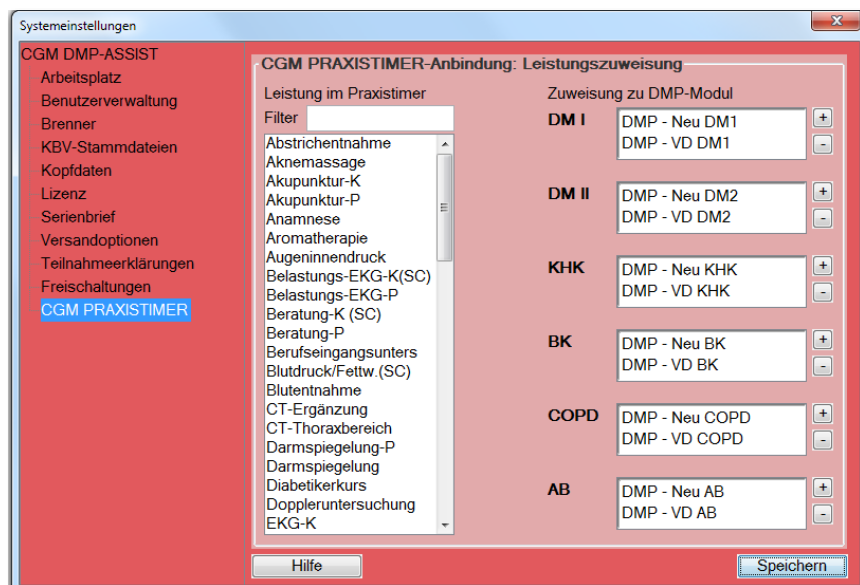 Systemeinstellungen
x
CGM DMP-ASSIST
Arbeitsplatz
Benutzerverwaltung
Brenner
KBV-Stammdateien
Kopfdaten
Lizenz
Serienbrief
Versandoptionen
Teilnahmeerklärungen
Freischaltungen
CGM PRAXISTIMER
CGM PRAXISTIMER-Anbindung: Leistungszuweisung
Leistung im Praxistimer
Filter
Abstrichentnahme
Aknemassage
Akupunktur-K
Akupunktur-P
Anamnese
Aromatherapie
Augeninnendruck
Belastungs-EKG-K(SC)
Belastungs-EKG-P
Beratung-K (SC)
Beratung-P
Berufseingangsunters
Blutdruck/Fettw.(SC)
Blutentnahme
CT-Ergänzung
CT-Thoraxbereich
Darmspiegelung-P
Darmspiegelung
Diabetikerkurs
Doppleruntersuchung
EKG-K
Zuweisung zu DMP-Modul
DM I
DMP - Neu DM1
DMP - VD DM1
+
-
DM II
DMP - Neu DM2
DMP - VD DM2
+
-
KHK
DMP - Neu KHK
DMP - VD KHK
+
-
BK
DMP - Neu BK
DMP - VD BK
+
-
COPD
DMP - Neu COPD
DMP - VD COPD
+
-
AB
DMP - Neu AB
DMP - VD AB
+
-
Hilfe
Speichern